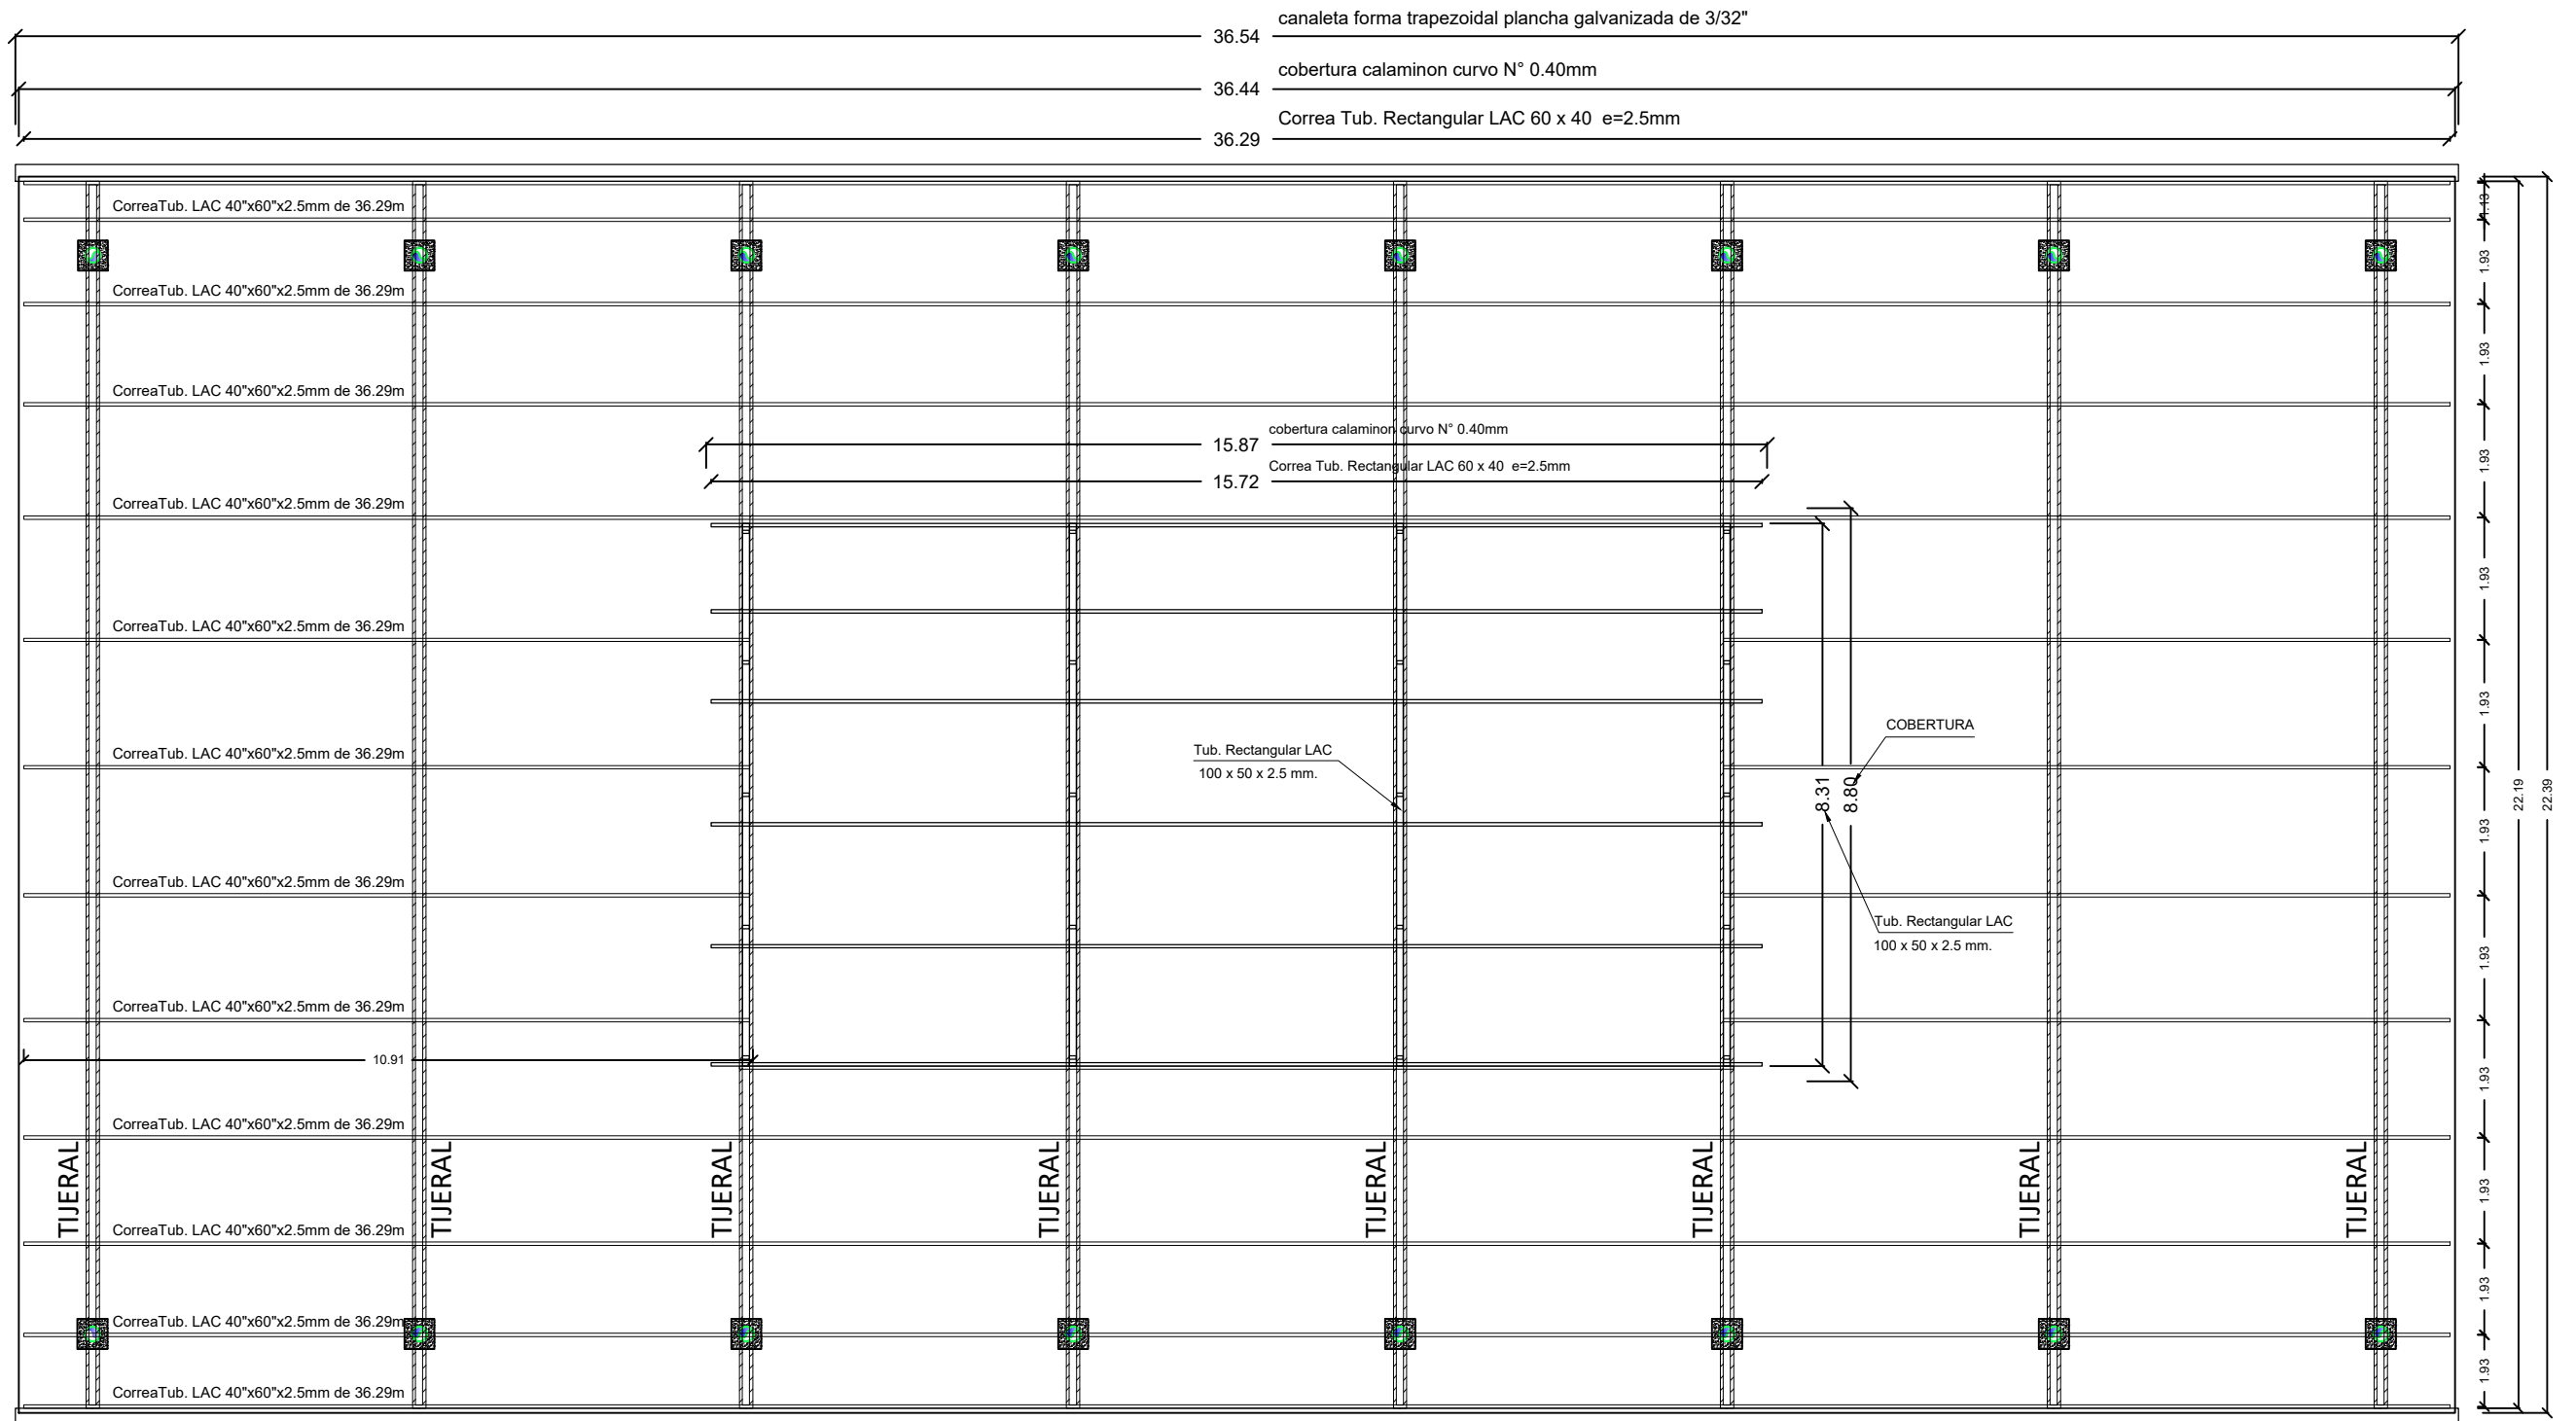 canaleta forma trapezoidal plancha galvanizada de 3/32"
36.54
cobertura calaminon curvo N° 0.40mm
36.44
Correa Tub. Rectangular LAC 60 x 40 e=2.5mm
36.29
CorreaTub. LAC 40"x60"x2.5mm de 36.29m
1.13
1.93
CorreaTub. LAC 40"x60"x2.5mm de 36.29m
1.93
CorreaTub. LAC 40"x60"x2.5mm de 36.29m
cobertura calaminon curvo N° 0.40mm
15.87
Correa Tub. Rectangular LAC 60 x 40 e=2.5mm
15.72
1.93
CorreaTub. LAC 40"x60"x2.5mm de 36.29m
1.93
CorreaTub. LAC 40"x60"x2.5mm de 36.29m
1.93
COBERTURA
CorreaTub. LAC 40"x60"x2.5mm de 36.29m
Tub. Rectangular LAC
100 x 50 x 2.5 mm.
8.31
8.80
22.19
22.39
1.93
CorreaTub. LAC 40"x60"x2.5mm de 36.29m
Tub. Rectangular LAC
100 x 50 x 2.5 mm.
1.93
CorreaTub. LAC 40"x60"x2.5mm de 36.29m
10.91
1.93
CorreaTub. LAC 40"x60"x2.5mm de 36.29m
TIJERAL
TIJERAL
TIJERAL
TIJERAL
TIJERAL
TIJERAL
TIJERAL
TIJERAL
1.93
CorreaTub. LAC 40"x60"x2.5mm de 36.29m
1.93
CorreaTub. LAC 40"x60"x2.5mm de 36.29m
1.93
CorreaTub. LAC 40"x60"x2.5mm de 36.29m